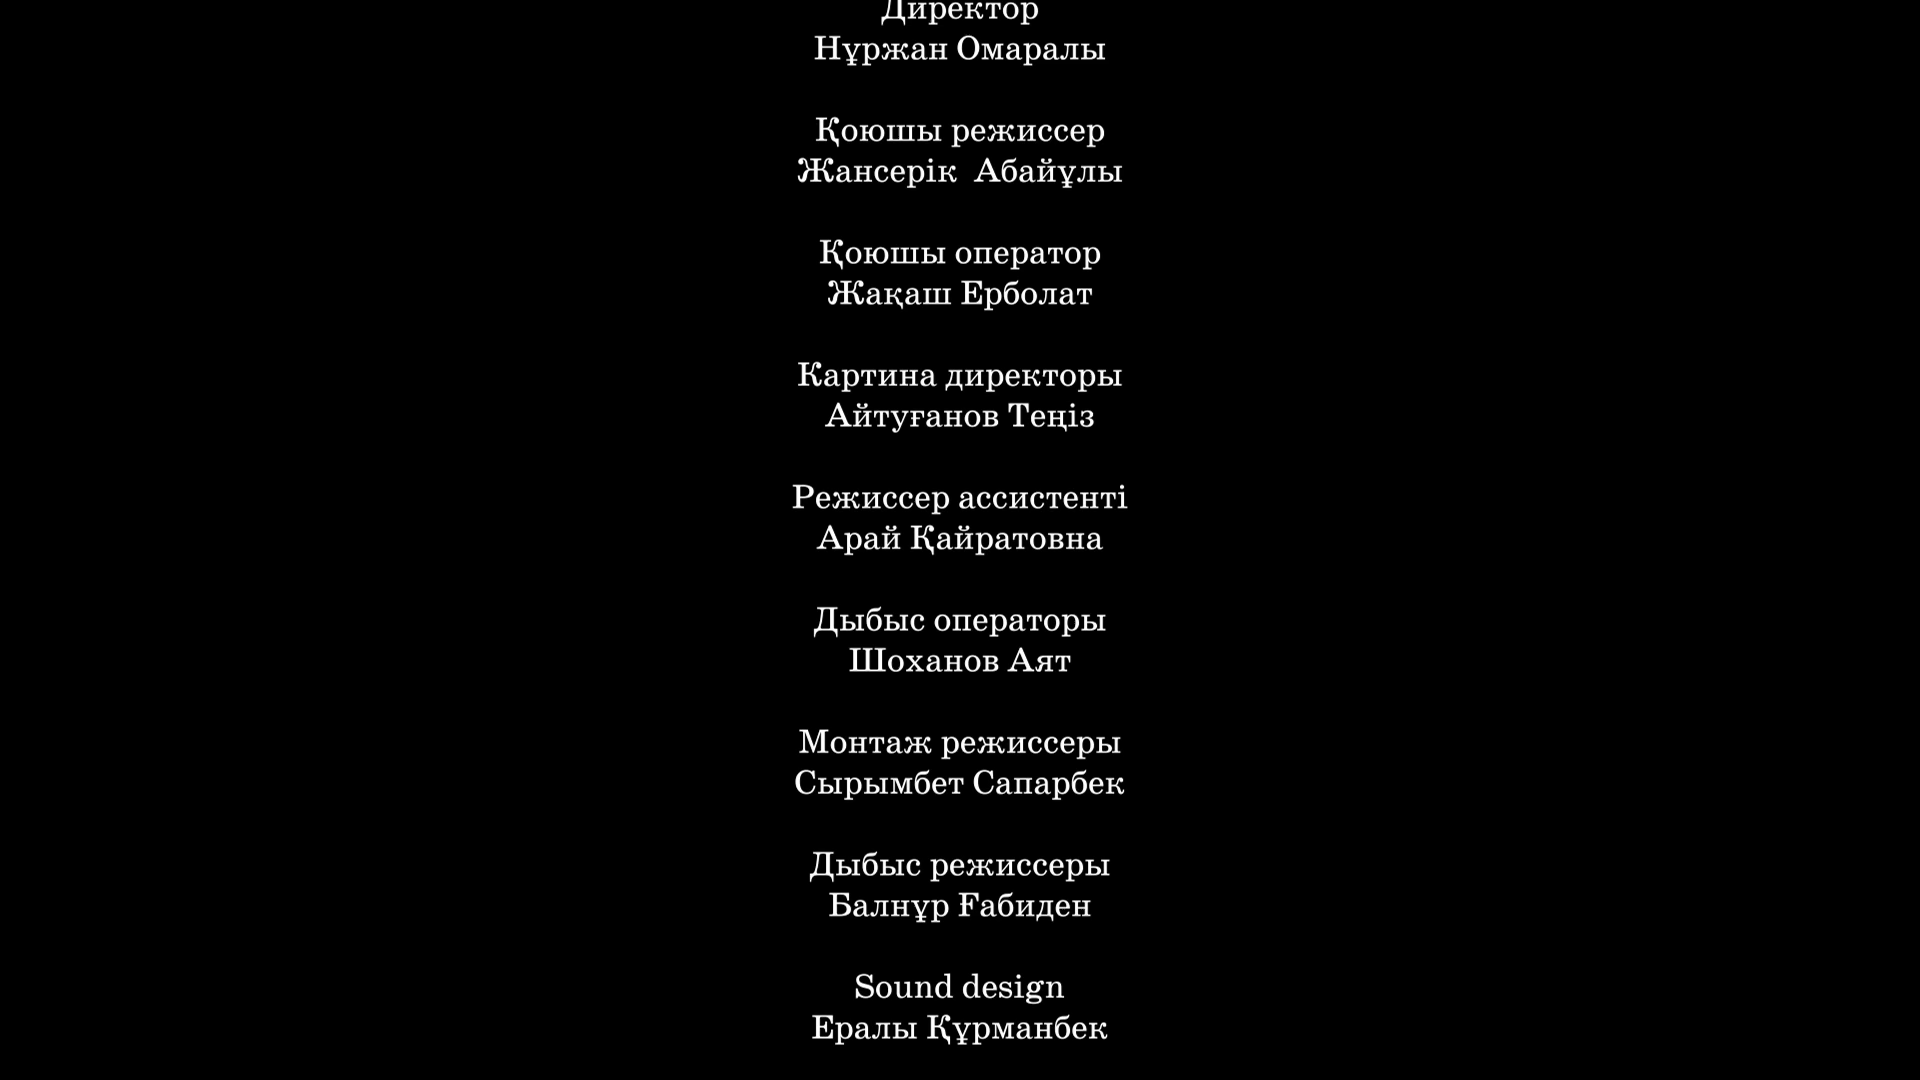 Директор
Нұржан Омаралы
Қоюшы режиссер
Жансерік  Абайұлы
Қоюшы оператор
Жақаш Ерболат
Картина директоры
Айтуғанов Теңіз
Режиссер ассистенті
Арай Қайратовна
Дыбыс операторы
Шоханов Аят
Монтаж режиссеры
Сырымбет Сапарбек
Дыбыс режиссеры
Балнұр Ғабиден
Sound design
Ералы Құрманбек